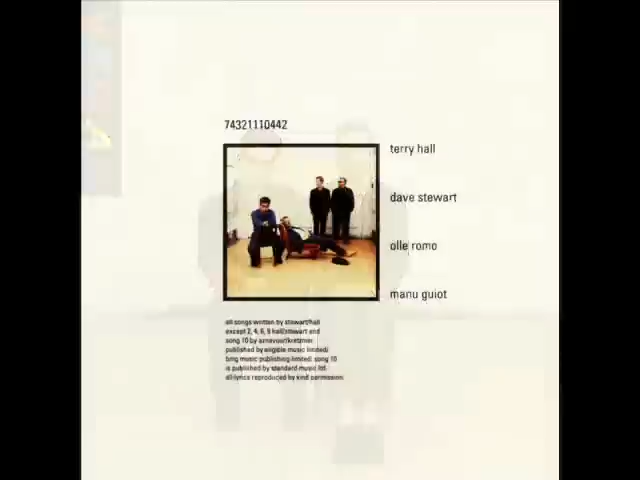 74321110442
terry hall
dave stewart
olle romo
manu guiot
all songs written by stewart/hall
except 2, 4, 6, 9 hall/stewart and
song 10 by aznavour/kretzmer
published by eligible music limited/
bmg music publishing limited. song 10
is published by standard music ltd.
all lyrics reproduced by kind permission